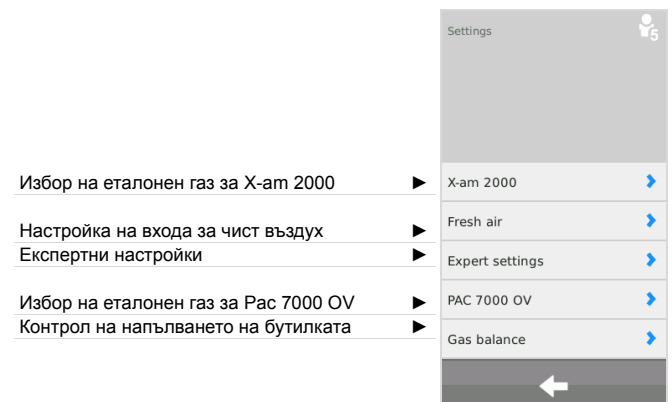 Settings
5
Избор на еталонен газ за X-am 2000 ► X-am 2000
Настройка на входа за чист въздух ► Fresh air
Експертни настройки ► Expert settings
Избор на еталонен газ за Pac 7000 OV ► PAC 7000 OV
Контрол на напълването на бутилката ► Gas balance